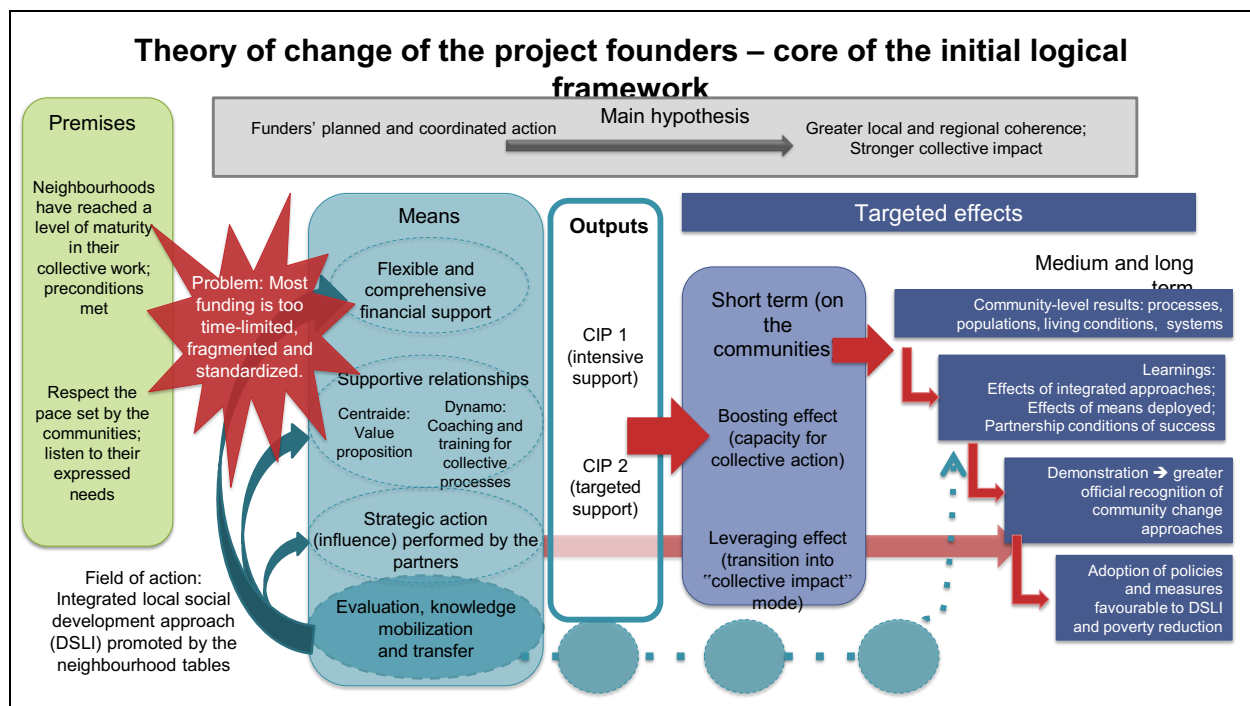 Theory of change of the project founders – core of the initial logical
framework
Premises
Neighbourhoods
have reached a
level of maturity
in their
collective work;
preconditions
met
Respect the
pace set by the
communities;
listen to their
expressed
needs
Main hypothesis
Funders' planned and coordinated action
Greater local and regional coherence;
Stronger collective impact
Problem: Most
funding is too
time-limited,
fragmented and
standardized.
Means
Flexible and
comprehensive
financial support
Supportive relationships
Centraide:
Value
proposition
Dynamo:
Coaching and
training for
collective
processes
Strategic action
(influence) performed by the
partners
Evaluation, knowledge
mobilization
and transfer
Field of action:
Integrated local social
development approach
(DSLI) promoted by the
neighbourhood tables
Outputs
CIP 1
(intensive
support)
CIP 2
(targeted
support)
Targeted effects
Short term (on
the
communities
Boosting effect
(capacity for
collective action)
Leveraging effect
(transition into
“collective impact”
mode)
Medium and long
term
Community-level results: processes,
populations, living conditions, systems
Learnings:
Effects of integrated approaches;
Effects of means deployed;
Partnership conditions of success
Demonstration ➔ greater
official recognition of
community change
approaches
Adoption of policies
and measures
favourable to DSLI
and poverty reduction